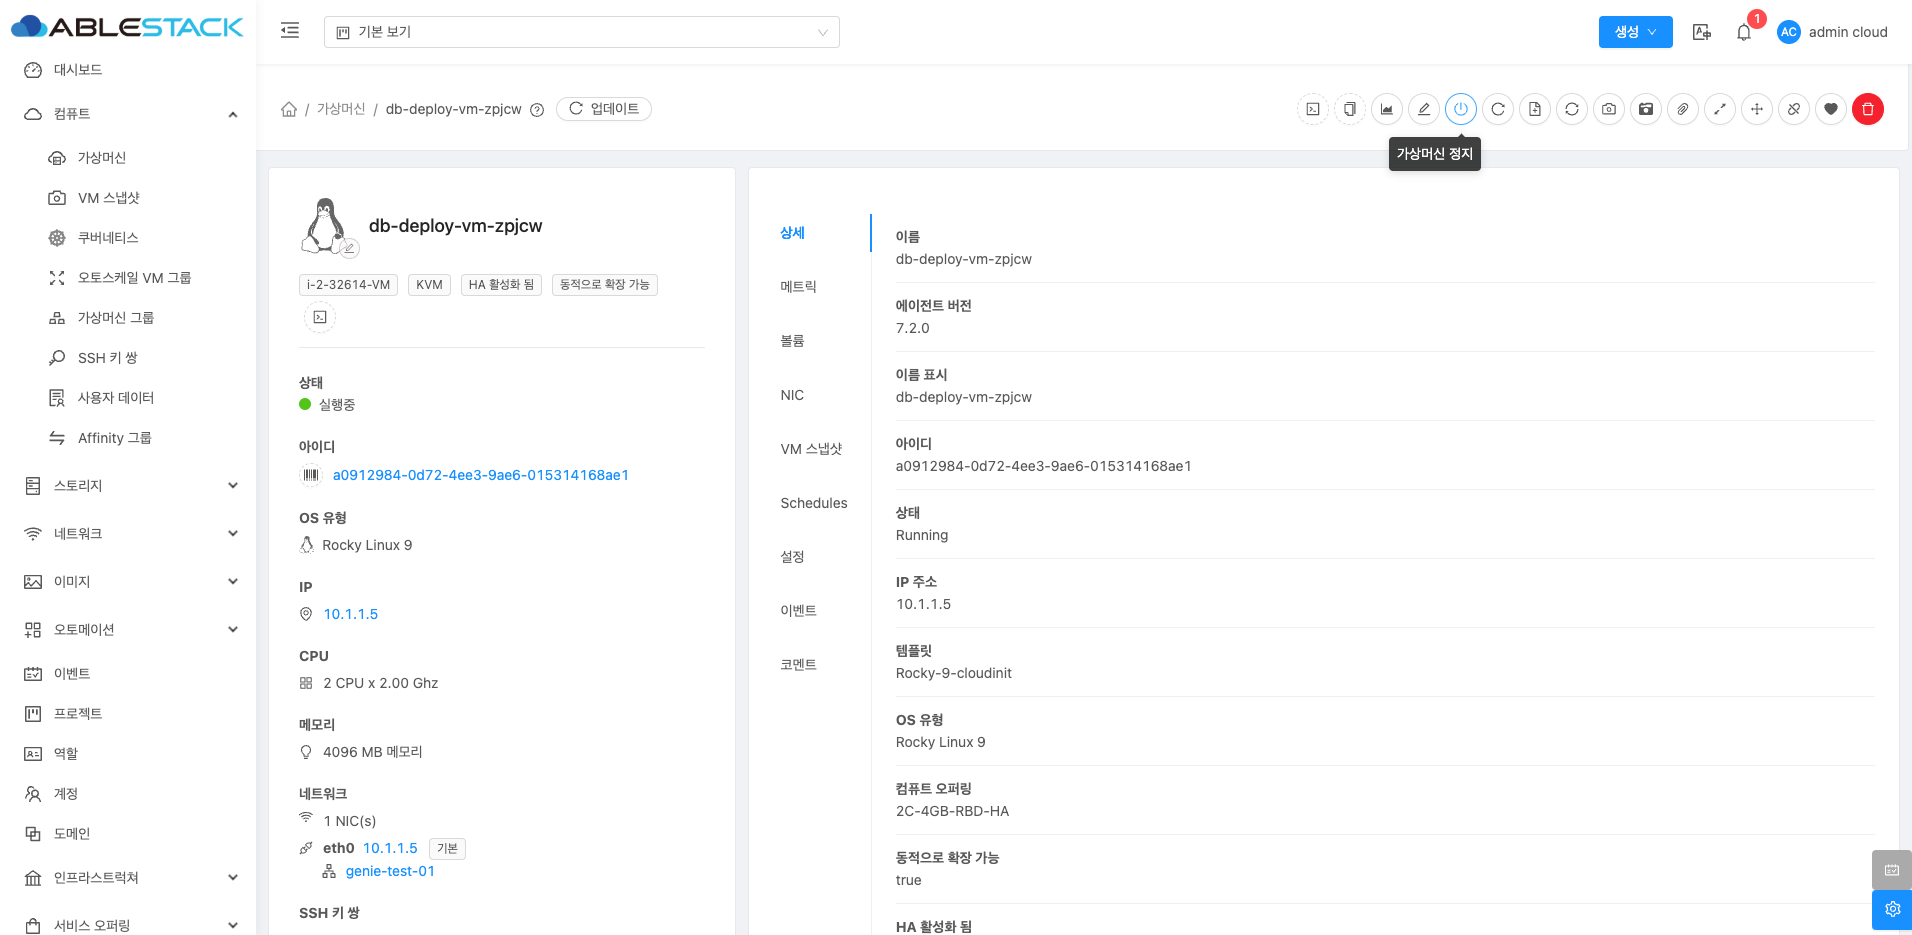 ABLESTACK
기본 보기
생성
1
AC
admin cloud
대시보드
컴퓨트
가상머신
VM 스냅샷
쿠버네티스
오토스케일 VM 그룹
가상머신 그룹
SSH 키 쌍
사용자 데이터
Affinity 그룹
스토리지
네트워크
이미지
오토메이션
이벤트
프로젝트
역할
계정
도메인
인프라스트럭쳐
서비스 오퍼링
/ 가상머신 / db-deploy-vm-zpjcw
업데이트
가상머신 정지
db-deploy-vm-zpjcw
i-2-32614-VM
KVM
HA 활성화 됨
동적으로 확장 가능
상태
실행중
아이디
a0912984-0d72-4ee3-9ae6-015314168ae1
OS 유형
Rocky Linux 9
IP
10.1.1.5
CPU
2 CPU x 2.00 Ghz
메모리
4096 MB 메모리
네트워크
1 NIC(s)
eth0 10.1.1.5 기본
genie-test-01
SSH 키 쌍
상세
메트릭
볼륨
NIC
VM 스냅샷
Schedules
설정
이벤트
코멘트
이름
db-deploy-vm-zpjcw
에이전트 버전
7.2.0
이름 표시
db-deploy-vm-zpjcw
아이디
a0912984-0d72-4ee3-9ae6-015314168ae1
상태
Running
IP 주소
10.1.1.5
템플릿
Rocky-9-cloudinit
OS 유형
Rocky Linux 9
컴퓨트 오퍼링
2C-4GB-RBD-HA
동적으로 확장 가능
true
HA 활성화 됨